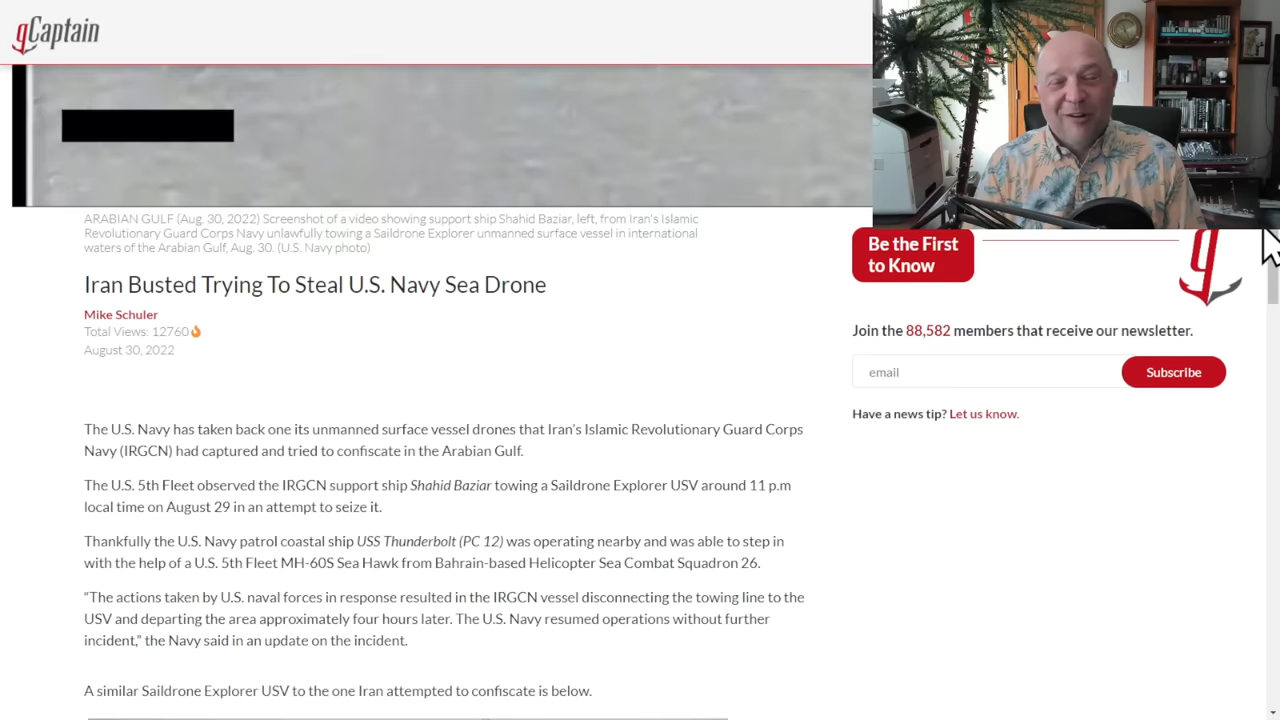 gCaptain
ARABIAN GULF (Aug. 30, 2022) Screenshot of a video showing support ship Shahid Baziar, left, from Iran's Islamic
Revolutionary Guard Corps Navy unlawfully towing a Saildrone Explorer unmanned surface vessel in international
waters of the Arabian Gulf, Aug. 30. (U.S. Navy photo)
Iran Busted Trying To Steal U.S. Navy Sea Drone
Mike Schuler
Total Views: 12760
August 30, 2022
The U.S. Navy has taken back one its unmanned surface vessel drones that Iran's Islamic Revolutionary Guard Corps
Navy (IRGCN) had captured and tried to confiscate in the Arabian Gulf.
The U.S. 5th Fleet observed the IRGCN support ship Shahid Baziar towing a Saildrone Explorer USV around 11 p.m
local time on August 29 in an attempt to seize it.
Thankfully the U.S. Navy patrol coastal ship USS Thunderbolt (PC 12) was operating nearby and was able to step in
with the help of a U.S. 5th Fleet MH-60S Sea Hawk from Bahrain-based Helicopter Sea Combat Squadron 26.
“The actions taken by U.S. naval forces in response resulted in the IRGCN vessel disconnecting the towing line to the
USV and departing the area approximately four hours later. The U.S. Navy resumed operations without further
incident,” the Navy said in an update on the incident.
A similar Saildrone Explorer USV to the one Iran attempted to confiscate is below.
Be the First
to Know
Join the 88,582 members that receive our newsletter.
email
Subscribe
Have a news tip? Let us know.